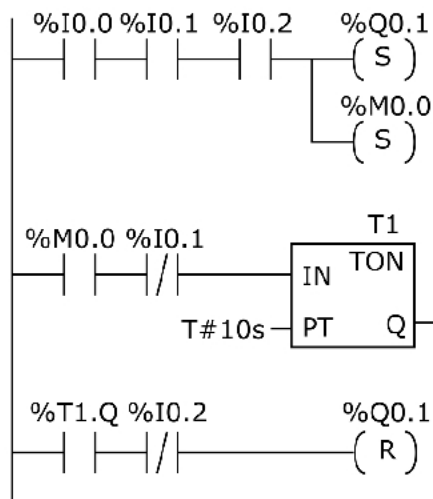 %I0.0 %I0.1 %I0.2 %Q0.1
S
%M0.0
S
%M0.0 %I0.1 T1
TON
IN
T#10s PT Q
%T1.Q %I0.2 %Q0.1
R